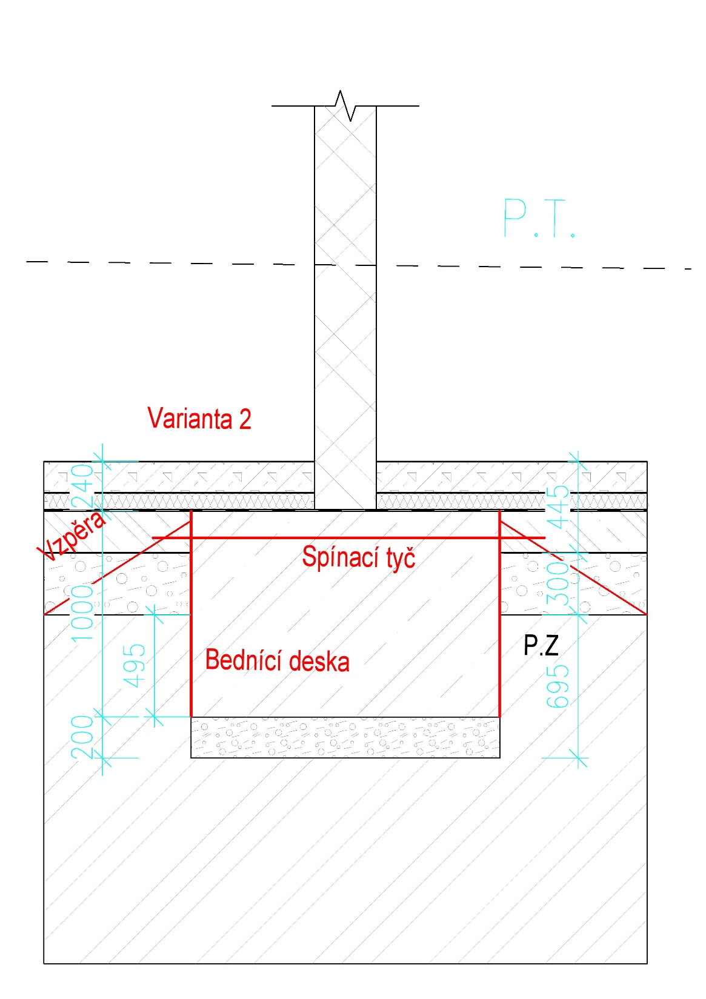 P.T.
Varianta 2
240
445
Vzpěra
Spínací tyč
300
1000
P.Z
Bednící deska
495
695
200